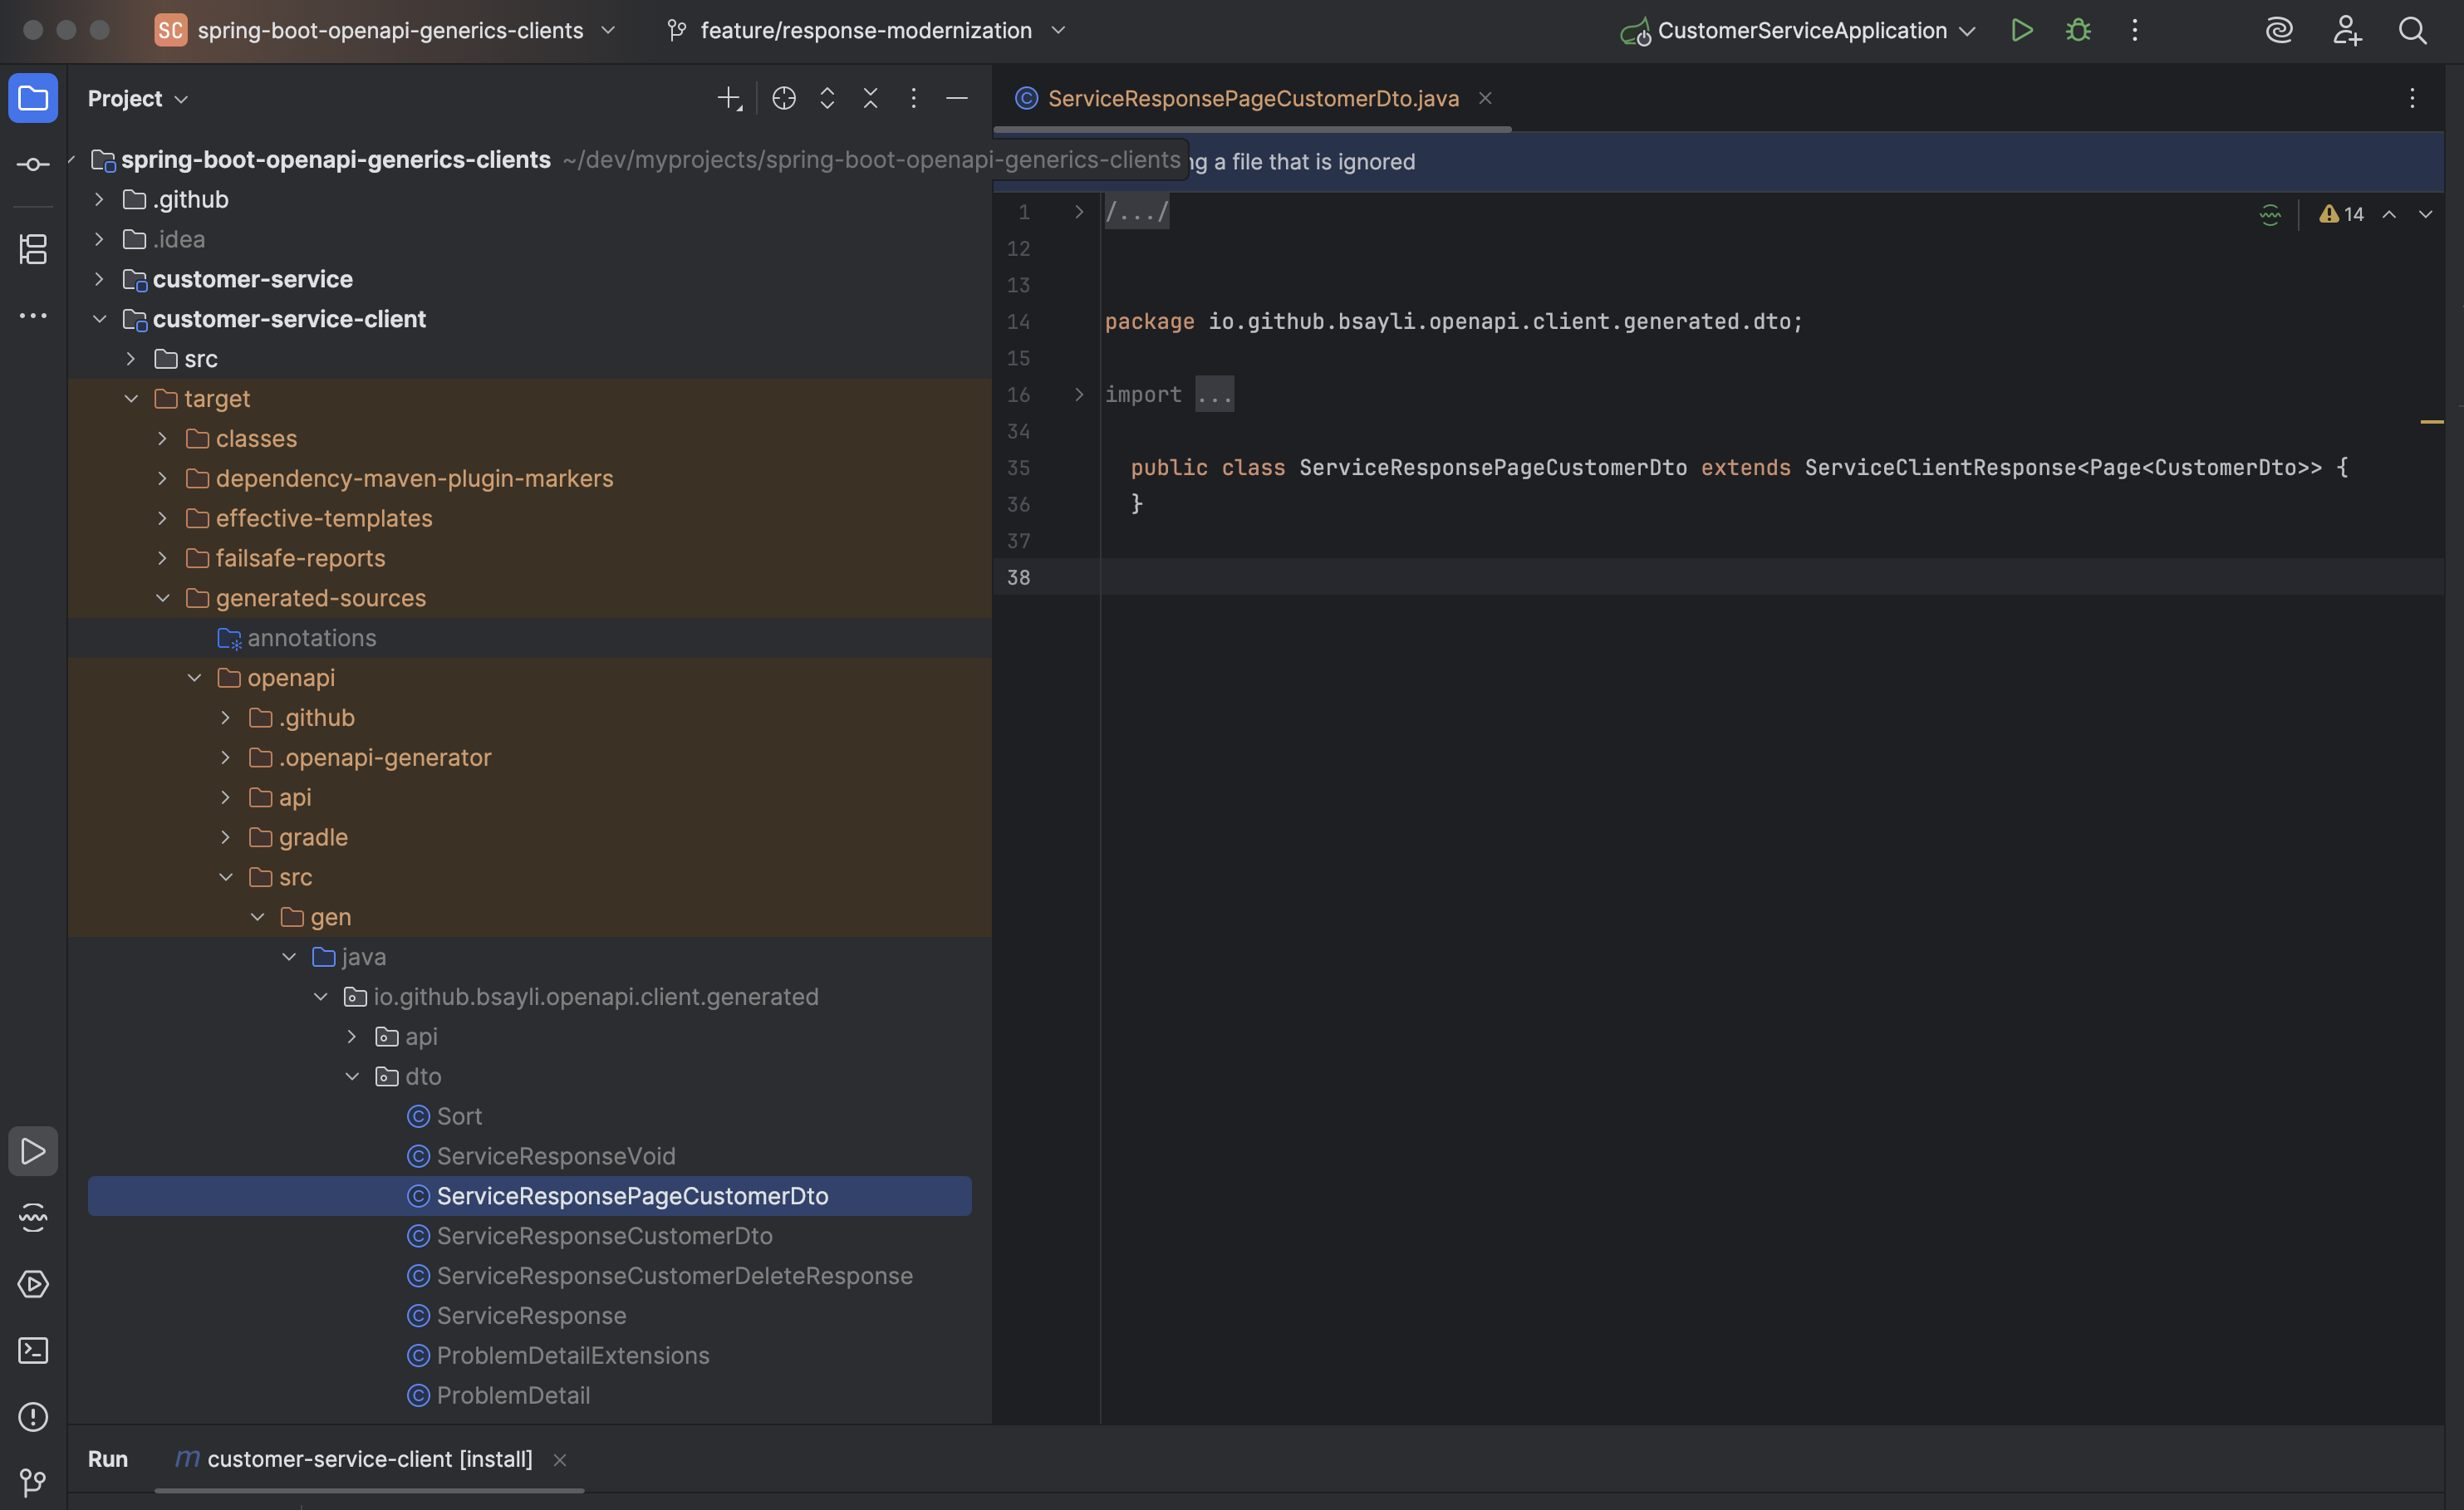 SC spring-boot-openapi-generics-clients feature/response-modernization CustomerServiceApplication
Project
spring-boot-openapi-generics-clients ~/dev/myprojects/spring-boot-openapi-generics-clients
.github
.idea
customer-service
customer-service-client
src
target
classes
dependency-maven-plugin-markers
effective-templates
failsafe-reports
generated-sources
annotations
openapi
.github
.openapi-generator
api
gradle
src
gen
java
io.github.bsayli.openapi.client.generated
api
dto
Sort
ServiceResponseVoid
ServiceResponsePageCustomerDto
ServiceResponseCustomerDto
ServiceResponseCustomerDeleteResponse
ServiceResponse
ProblemDetailExtensions
ProblemDetail
ServiceResponsePageCustomerDto.java
ng a file that is ignored
1 /.../
14
12
13
14 package io.github.bsayli.openapi.client.generated.dto;
15
16 import ...
34
35 public class ServiceResponsePageCustomerDto extends ServiceClientResponse<Page<CustomerDto>> {
36 }
37
38
Run m customer-service-client [install]